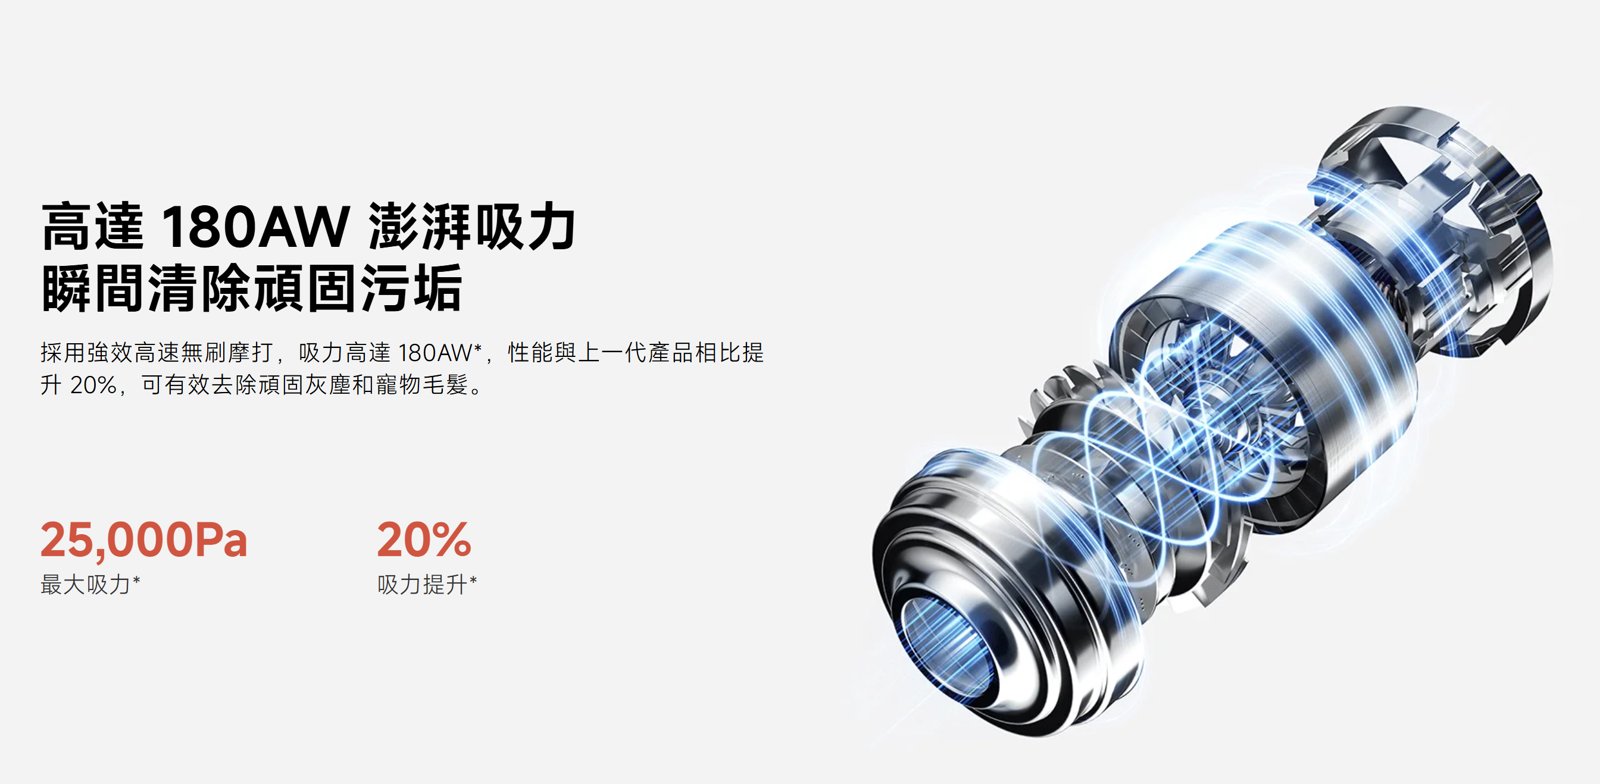 高達 180AW 澎湃吸力
瞬間清除頑固污垢
採用強效高速無刷摩打，吸力高達 180AW*，性能與上一代產品相比提
升 20%，可有效去除頑固灰塵和寵物毛髮。
25,000Pa
最大吸力*
20%
吸力提升*